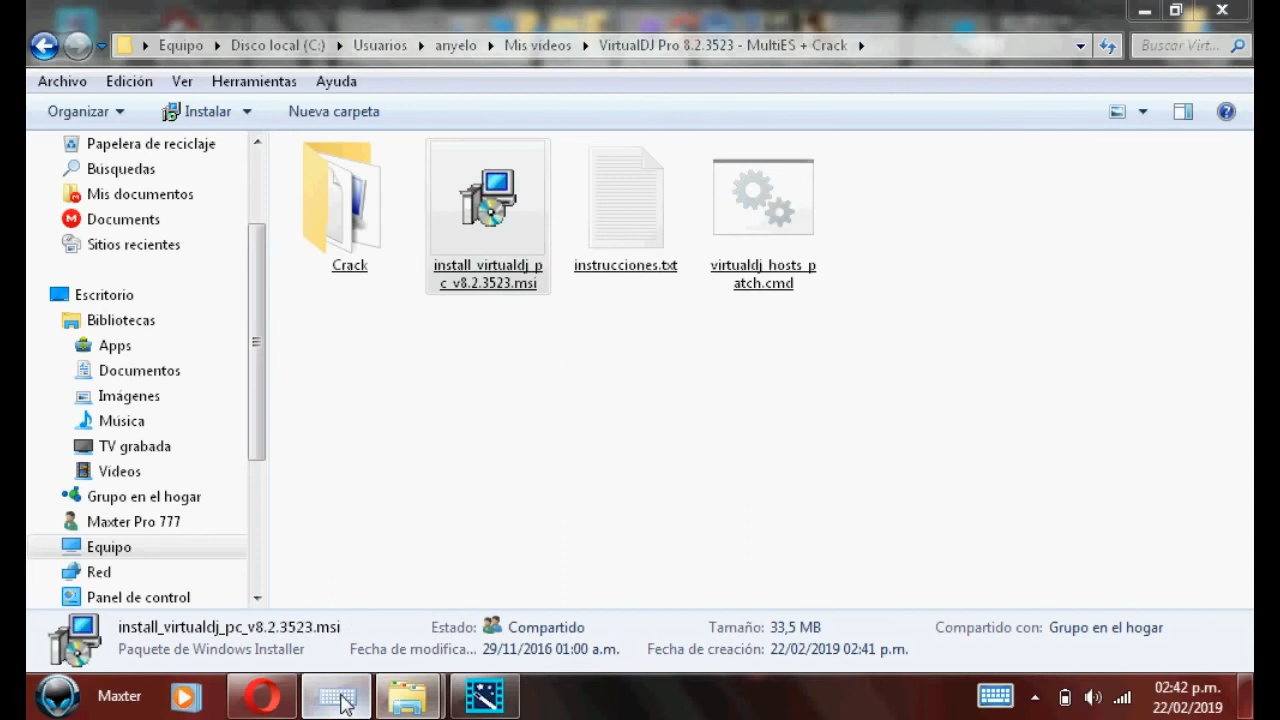 Equipo
Disco local (C:)
Usuarios
anyelo
Mis videos
VirtualDJ Pro 8.2.3523 - MultiES + Crack
Buscar Virt...
Archivo
Edición
Ver
Herramientas
Ayuda
Organizar
Instalar
Nueva carpeta
Papelera de reciclaje
Búsquedas
Mis documentos
Documents
Sitios recientes
Escritorio
Bibliotecas
Apps
Documentos
Imágenes
Música
TV grabada
Vídeos
Grupo en el hogar
Maxter Pro 777
Equipo
Red
Panel de control
Crack
install_virtualdj_p
c_v8.2.3523.msi
instrucciones.txt
virtualdj_hosts_p
atch.cmd
install_virtualdj_pc_v8.2.3523.msi
Paquete de Windows Installer
Estado: Compartido
Fecha de modifica... 29/11/2016 01:00 a.m.
Tamaño: 33,5 MB
Fecha de creación: 22/02/2019 02:41 p.m.
Compartido con: Grupo en el hogar
Maxter
02:42 p.m.
22/02/2019